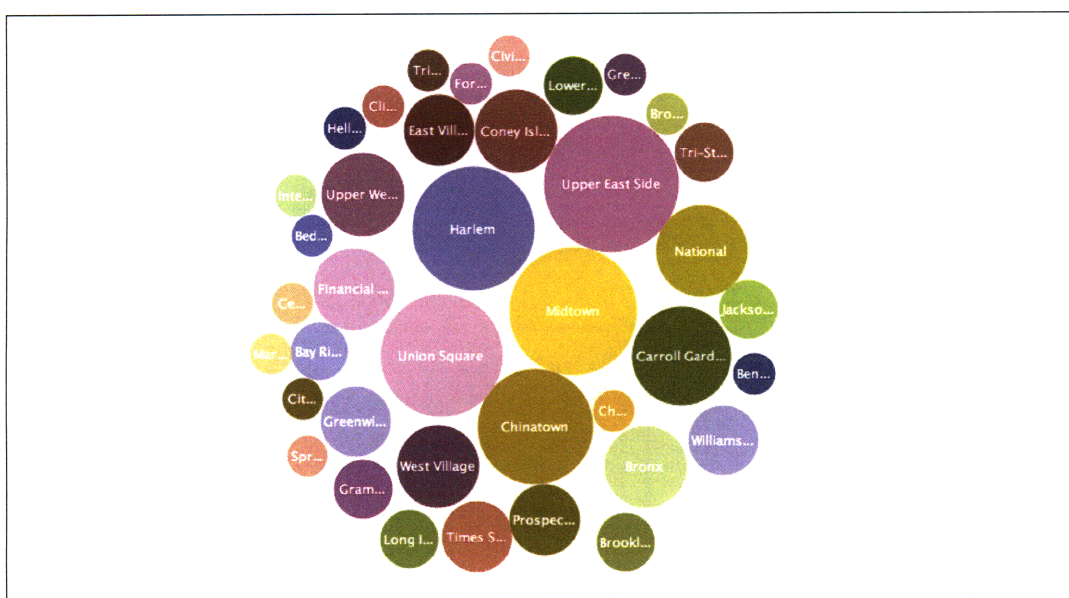 Civi...
Tri...
For...
Lower...
Gre...
Cli...
Bro...
Hell...
East Vill...
Coney Isl...
Tri-St...
Upper East Side
Upper We...
Inte...
Harlem
Bed...
National
Financial ...
Ce...
Midtown
Jackso...
Mar...
Bay Ri...
Union Square
Carroll Gard...
Ben...
Cit...
Greenwi...
Chinatown
Ch...
Williams...
Spr...
West Village
Bronx
Gram...
Long I...
Times S...
Prospec...
Brookl...